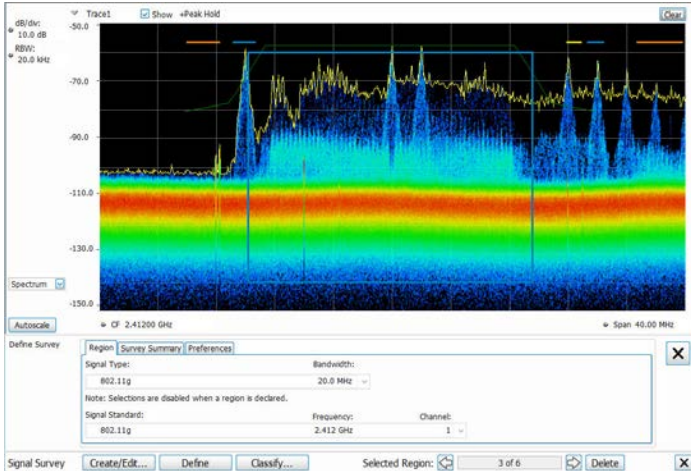 dB/div:
10.0 dB
RBW:
20.0 kHz
Trace1 Show +Peak Hold Clear
-50.0
-70.0
-90.0
-110.0
-130.0
-150.0
Spectrum
Autoscale
CF 2.41200 GHz Span 40.00 MHz
Define Survey
Region Survey Summary Preferences
Signal Type: Bandwidth:
802.11g 20.0 MHz
Note: Selections are disabled when a region is declared.
Signal Standard: Frequency: Channel:
802.11g 2.412 GHz 1
X
Signal Survey Create/Edit... Define Classify... Selected Region: 3 of 6 Delete X